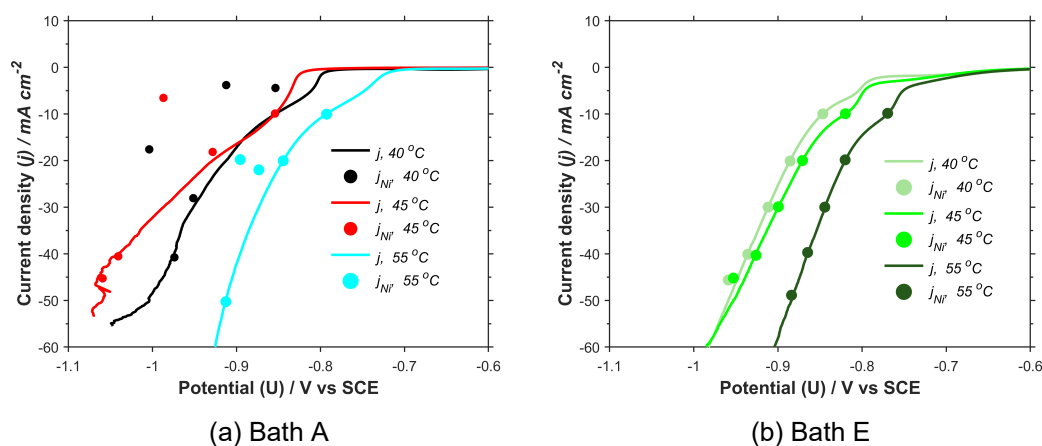 10
0
-10
-20
-30
-40
-50
-60
Current density (j) / mA cm⁻²
j, 40 °C
j_Ni, 40 °C
j, 45 °C
j_Ni, 45 °C
j, 55 °C
j_Ni, 55 °C
-1.1 -1 -0.9 -0.8 -0.7 -0.6
Potential (U) / V vs SCE
(a) Bath A
10
0
-10
-20
-30
-40
-50
-60
Current density (j) / mA cm⁻²
j, 40 °C
j_Ni, 40 °C
j, 45 °C
j_Ni, 45 °C
j, 55 °C
j_Ni, 55 °C
-1.1 -1 -0.9 -0.8 -0.7 -0.6
Potential (U) / V vs SCE
(b) Bath E